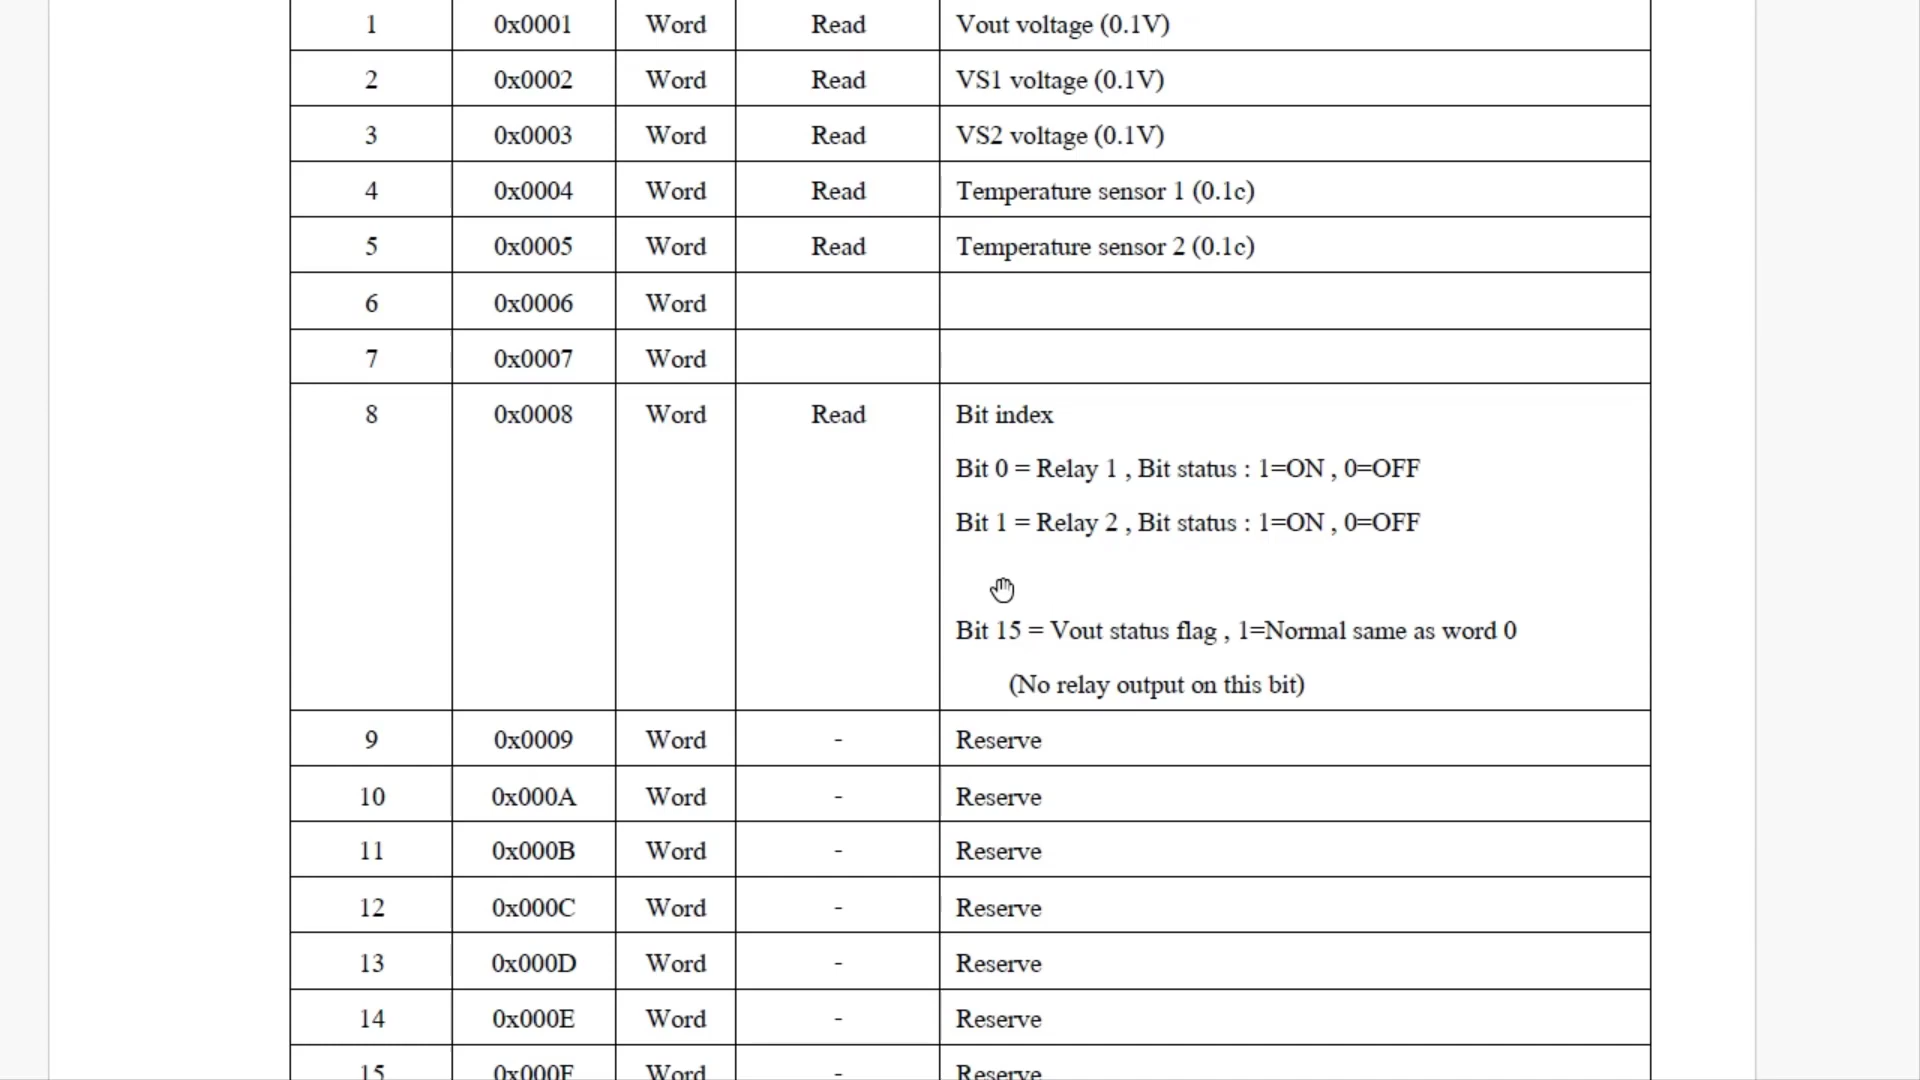 1 0x0001 Word Read Vout voltage (0.1V)
2 0x0002 Word Read VS1 voltage (0.1V)
3 0x0003 Word Read VS2 voltage (0.1V)
4 0x0004 Word Read Temperature sensor 1 (0.1c)
5 0x0005 Word Read Temperature sensor 2 (0.1c)
6 0x0006 Word
7 0x0007 Word
8 0x0008 Word Read Bit index
Bit 0 = Relay 1 , Bit status : 1=ON , 0=OFF
Bit 1 = Relay 2 , Bit status : 1=ON , 0=OFF
Bit 15 = Vout status flag , 1=Normal same as word 0
(No relay output on this bit)
9 0x0009 Word - Reserve
10 0x000A Word - Reserve
11 0x000B Word - Reserve
12 0x000C Word - Reserve
13 0x000D Word - Reserve
14 0x000E Word - Reserve
15 0x000F Word - Reserve